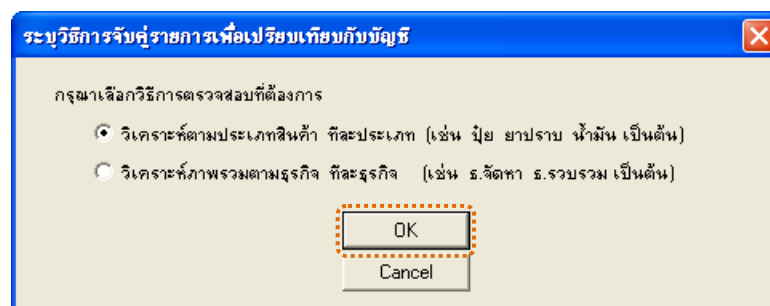 ระบุวิธีการจับคู่รายการเพื่อเปรียบเทียบกับบัญชี
กรุณาเลือกวิธีการตรวจสอบที่ต้องการ
วิเคราะห์ตามประเภทสินค้า ทีละประเภท (เช่น ปุ๋ย ยาปราบ น้ำมัน เป็นต้น)
วิเคราะห์ภาพรวมตามธุรกิจ ทีละธุรกิจ (เช่น ธ.จัดหา ธ.รวบรวม เป็นต้น)
OK
Cancel